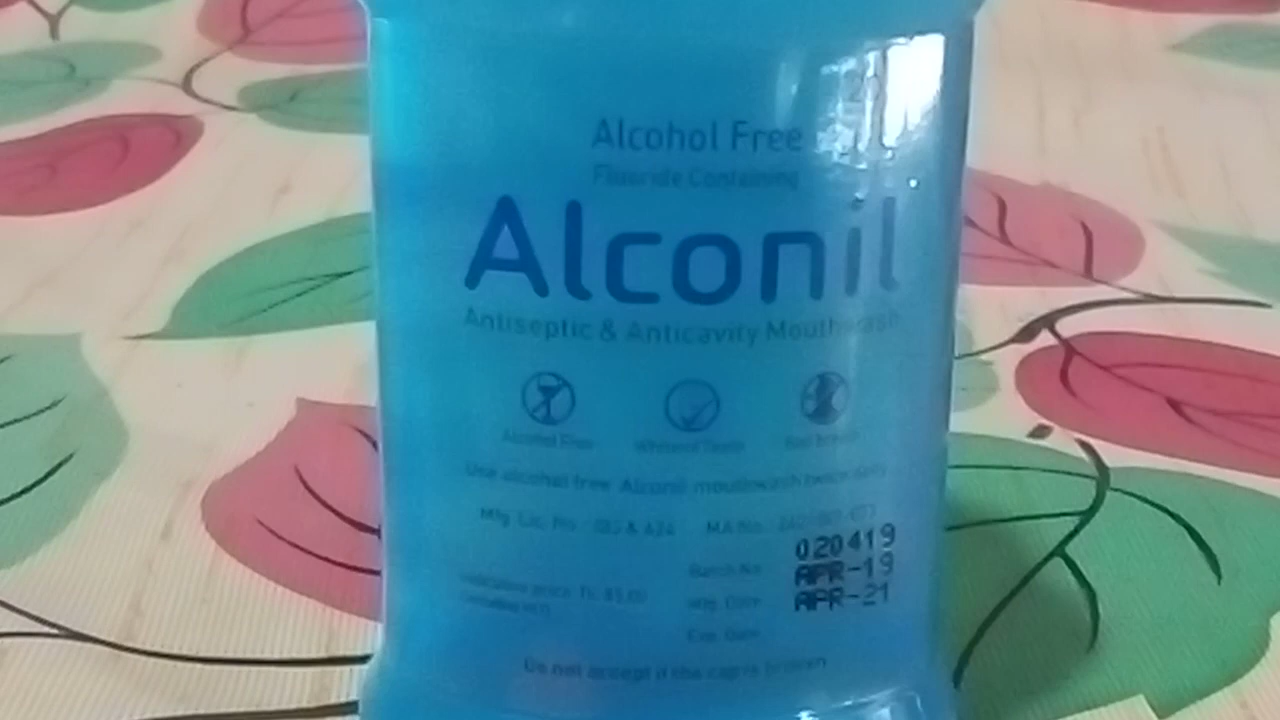 Alcohol Free
Fluoride Containing
Alconil
Antiseptic & Anticavity Mouthwash
Alcohol Free
Use alcohol free Alconil mouthwash twice daily
Mfg. Lic. No MA No.
Batch No 020419
Mfg. Date APR-19
Exp. Date APR-21
Do not accept if the cap is broken